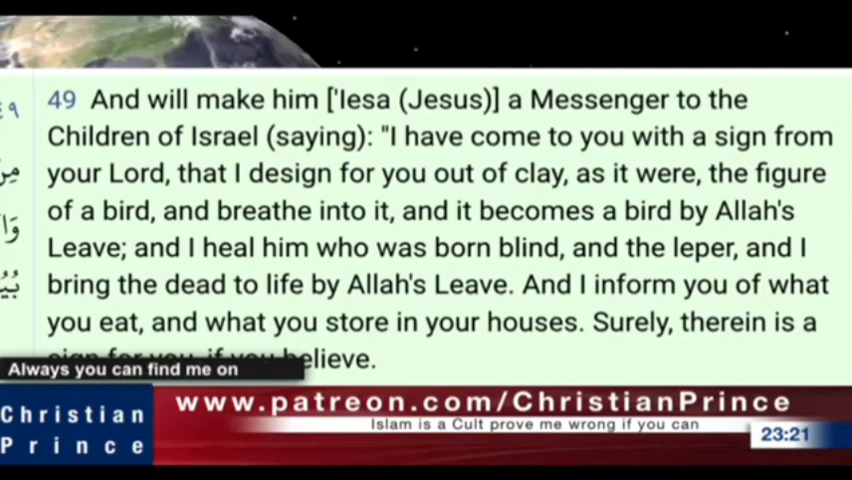 49 And will make him ['Iesa (Jesus)] a Messenger to the
Children of Israel (saying): "I have come to you with a sign from
your Lord, that I design for you out of clay, as it were, the figure
of a bird, and breathe into it, and it becomes a bird by Allah's
Leave; and I heal him who was born blind, and the leper, and I
bring the dead to life by Allah's Leave. And I inform you of what
you eat, and what you store in your houses. Surely, therein is a
sign for you, if you believe.
Always you can find me on
Christian
Prince
www.patreon.com/ChristianPrince
Islam is a Cult prove me wrong if you can
23:21